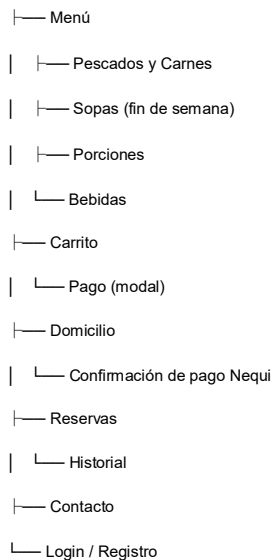 ├── Menú
│   ├── Pescados y Carnes
│   ├── Sopas (fin de semana)
│   ├── Porciones
│   └── Bebidas
├── Carrito
│   └── Pago (modal)
├── Domicilio
│   └── Confirmación de pago Nequi
├── Reservas
│   └── Historial
├── Contacto
└── Login / Registro